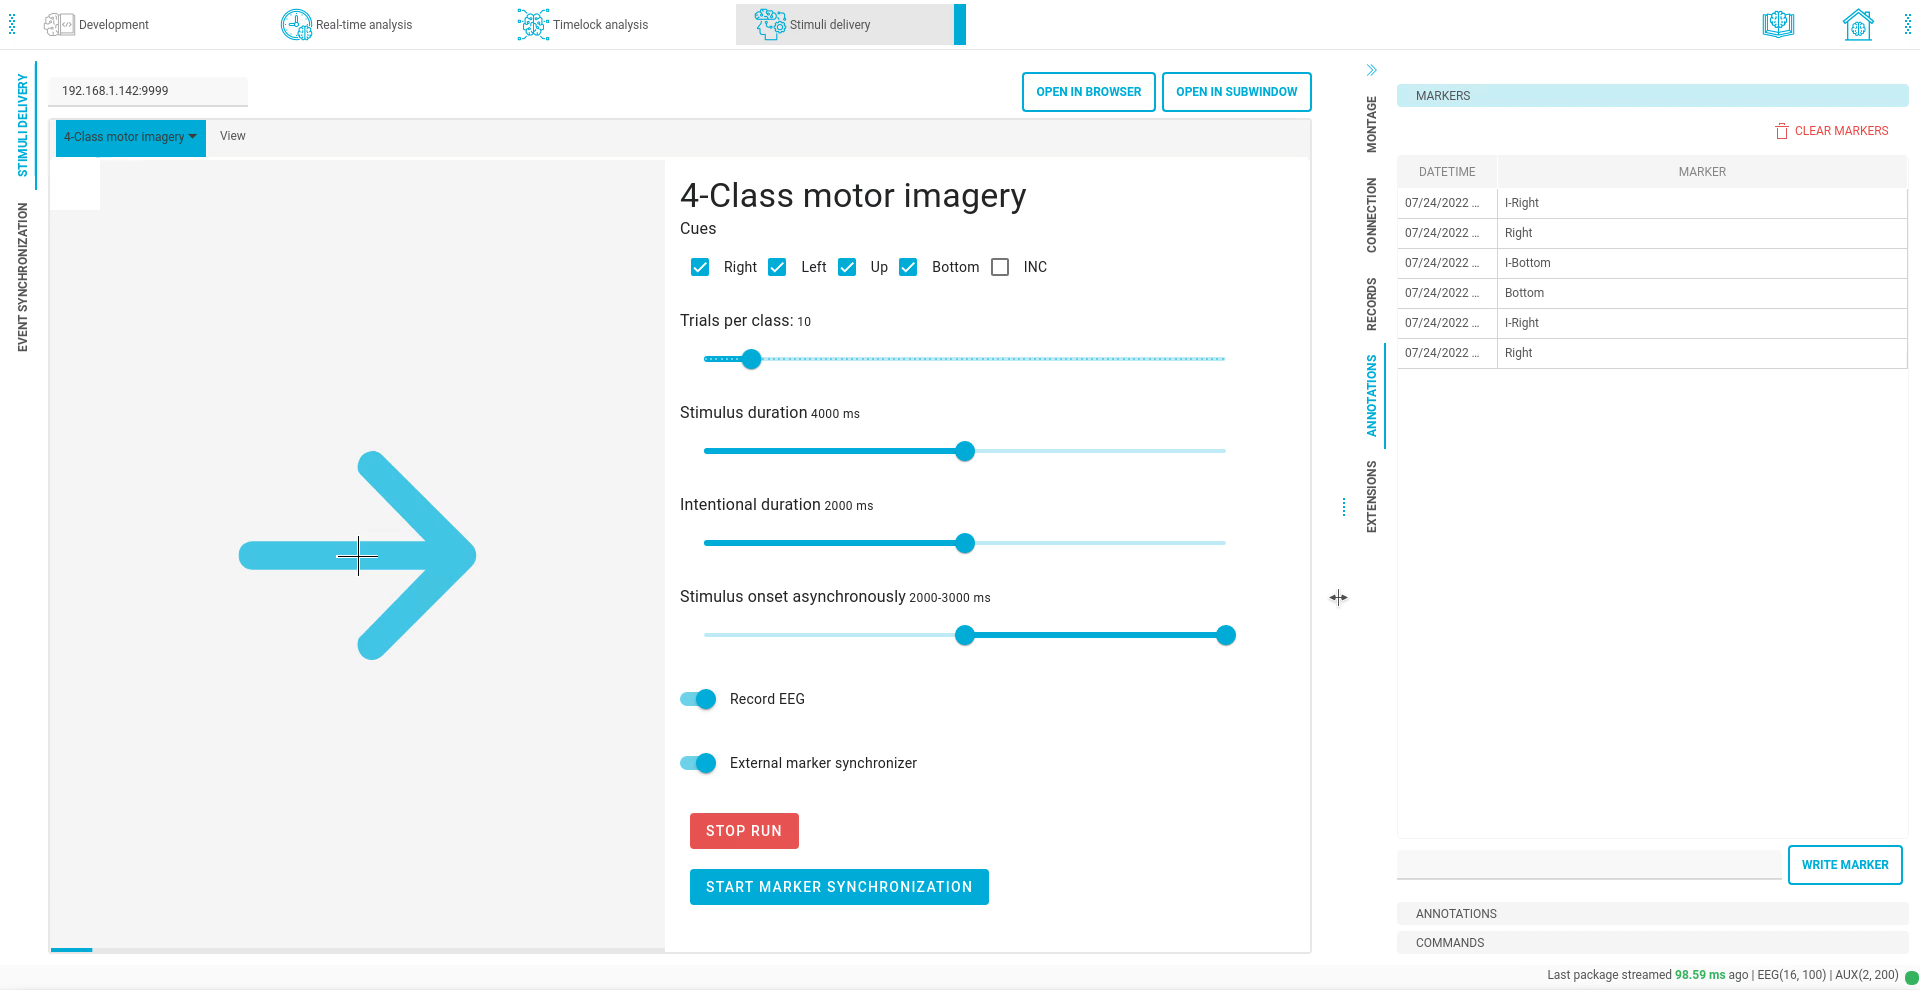 Development
Real-time analysis
Timelock analysis
Stimuli delivery
STIMULI DELIVERY
EVENT SYNCHRONIZATION
192.168.1.142:9999
OPEN IN BROWSER
OPEN IN SUBWINDOW
4-Class motor imagery
View
4-Class motor imagery
Cues
Right
Left
Up
Bottom
INC
Trials per class: 10
Stimulus duration 4000 ms
Intentional duration 2000 ms
Stimulus onset asynchronously 2000-3000 ms
Record EEG
External marker synchronizer
STOP RUN
START MARKER SYNCHRONIZATION
MONTAGE
CONNECTION
RECORDS
ANNOTATIONS
EXTENSIONS
MARKERS
CLEAR MARKERS
DATETIME MARKER
07/24/2022 ... I-Right
07/24/2022 ... Right
07/24/2022 ... I-Bottom
07/24/2022 ... Bottom
07/24/2022 ... I-Right
07/24/2022 ... Right
WRITE MARKER
ANNOTATIONS
COMMANDS
Last package streamed 98.59 ms ago | EEG(16, 100) | AUX(2, 200)